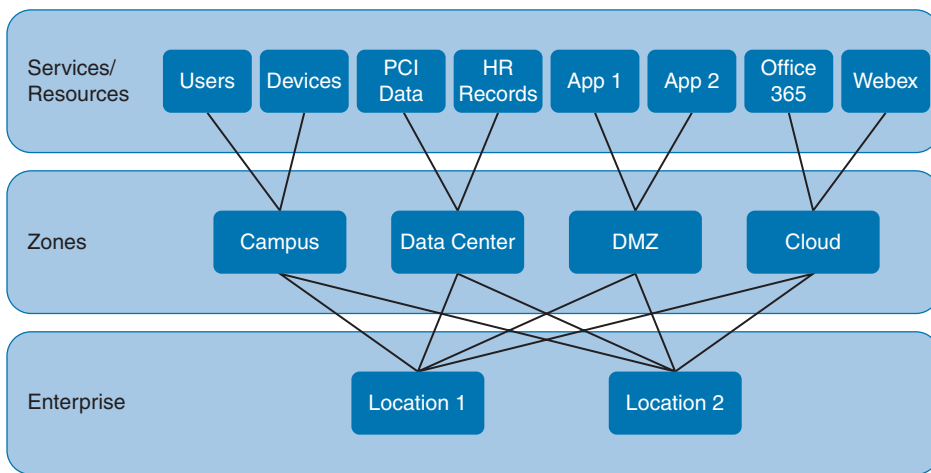 Services/
Resources
Users
Devices
PCI
Data
HR
Records
App 1
App 2
Office
365
Webex
Zones
Campus
Data Center
DMZ
Cloud
Enterprise
Location 1
Location 2